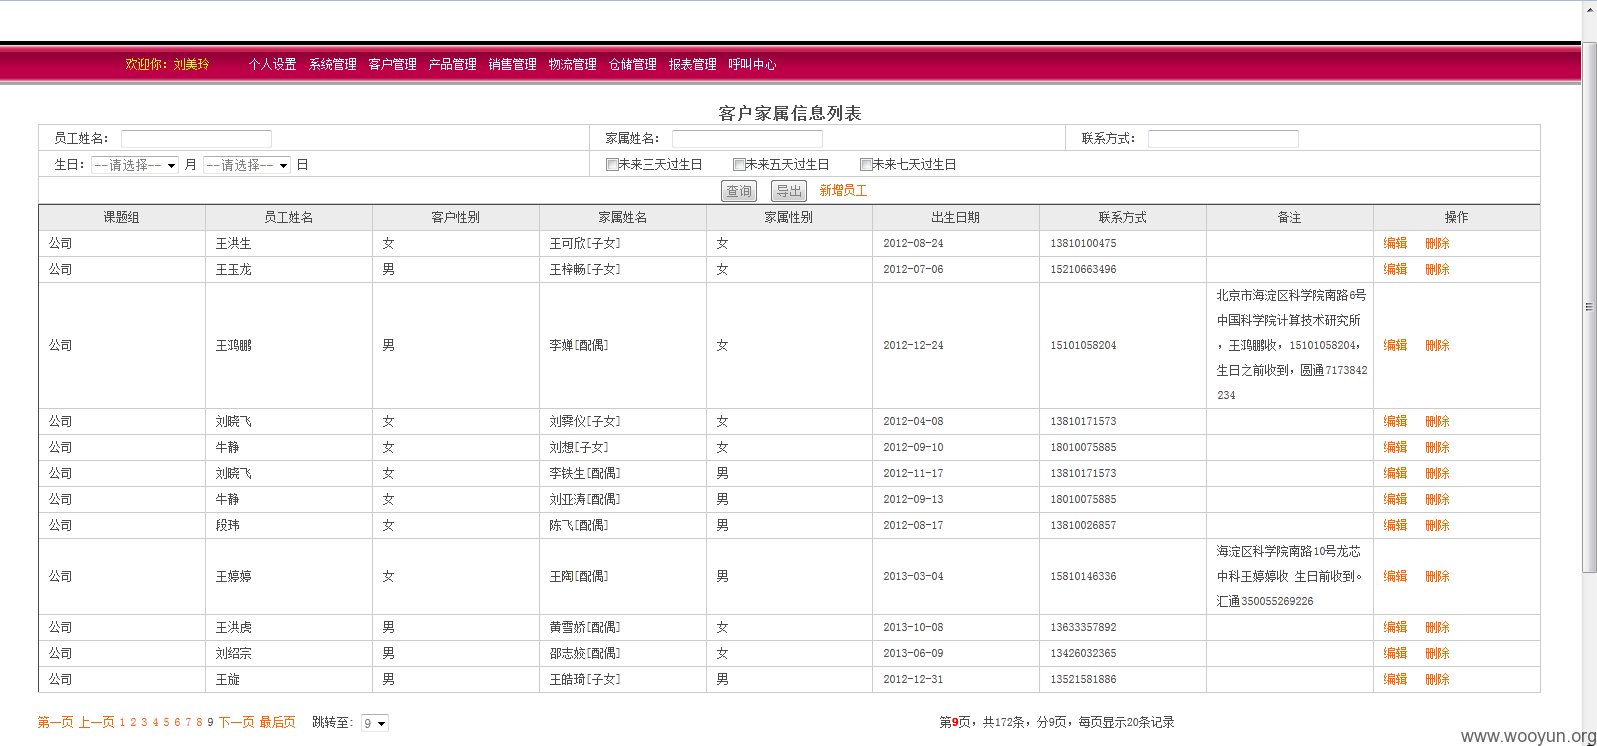 欢迎你：刘美玲 个人设置 系统管理 客户管理 产品管理 销售管理 物流管理 仓储管理 报表管理 呼叫中心
客户家属信息列表
员工姓名： 家属姓名： 联系方式：
生日： --请选择-- 月 --请选择-- 日 未来三天过生日 未来五天过生日 未来七天过生日
查询 导出 新增员工
课题组 员工姓名 客户性别 家属姓名 家属性别 出生日期 联系方式 备注 操作
公司 王洪生 女 王可欣[子女] 女 2012-08-24 13810100475 编辑 删除
公司 王玉龙 男 王梓畅[子女] 女 2012-07-06 15210663496 编辑 删除
公司 王鸿鹏 男 李婵[配偶] 女 2012-12-24 15101058204 北京市海淀区科学院南路6号
中国科学院计算技术研究所
，王鸿鹏收，15101058204，
生日之前收到，圆通7173842
234 编辑 删除
公司 刘晓飞 女 刘霏仪[子女] 女 2012-04-08 13810171573 编辑 删除
公司 牛静 女 刘想[子女] 女 2012-09-10 18010075885 编辑 删除
公司 刘晓飞 女 李铁生[配偶] 男 2012-11-17 13810171573 编辑 删除
公司 牛静 女 刘亚涛[配偶] 男 2012-09-13 18010075885 编辑 删除
公司 段玮 女 陈飞[配偶] 男 2012-08-17 13810026857 编辑 删除
公司 王婷婷 女 王陶[配偶] 男 2013-03-04 15810146336 海淀区科学院南路10号龙芯
中科王婷婷收 生日前收到。
汇通350055269226 编辑 删除
公司 王洪虎 男 黄雪娇[配偶] 女 2013-10-08 13633357892 编辑 删除
公司 刘绍宗 男 邵志姣[配偶] 女 2013-06-09 13426032365 编辑 删除
公司 王旋 男 王皓琦[子女] 男 2012-12-31 13521581886 编辑 删除
第一页 上一页 1 2 3 4 5 6 7 8 9 下一页 最后页 跳转至： 9 第9页，共172条，分9页，每页显示20条记录
www.wooyun.org